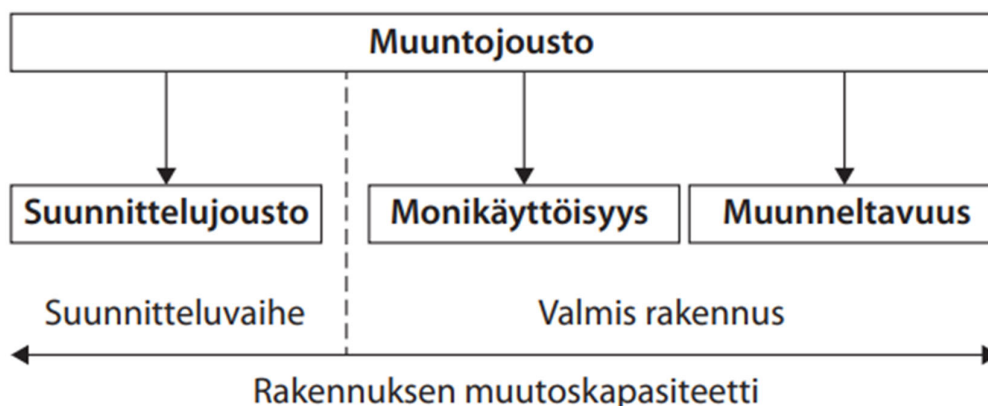 Muuntojousto
Suunnittelujousto
Monikäyttöisyys
Muunneltavuus
Suunnitteluvaihe
Valmis rakennus
Rakennuksen muutoskapasiteetti